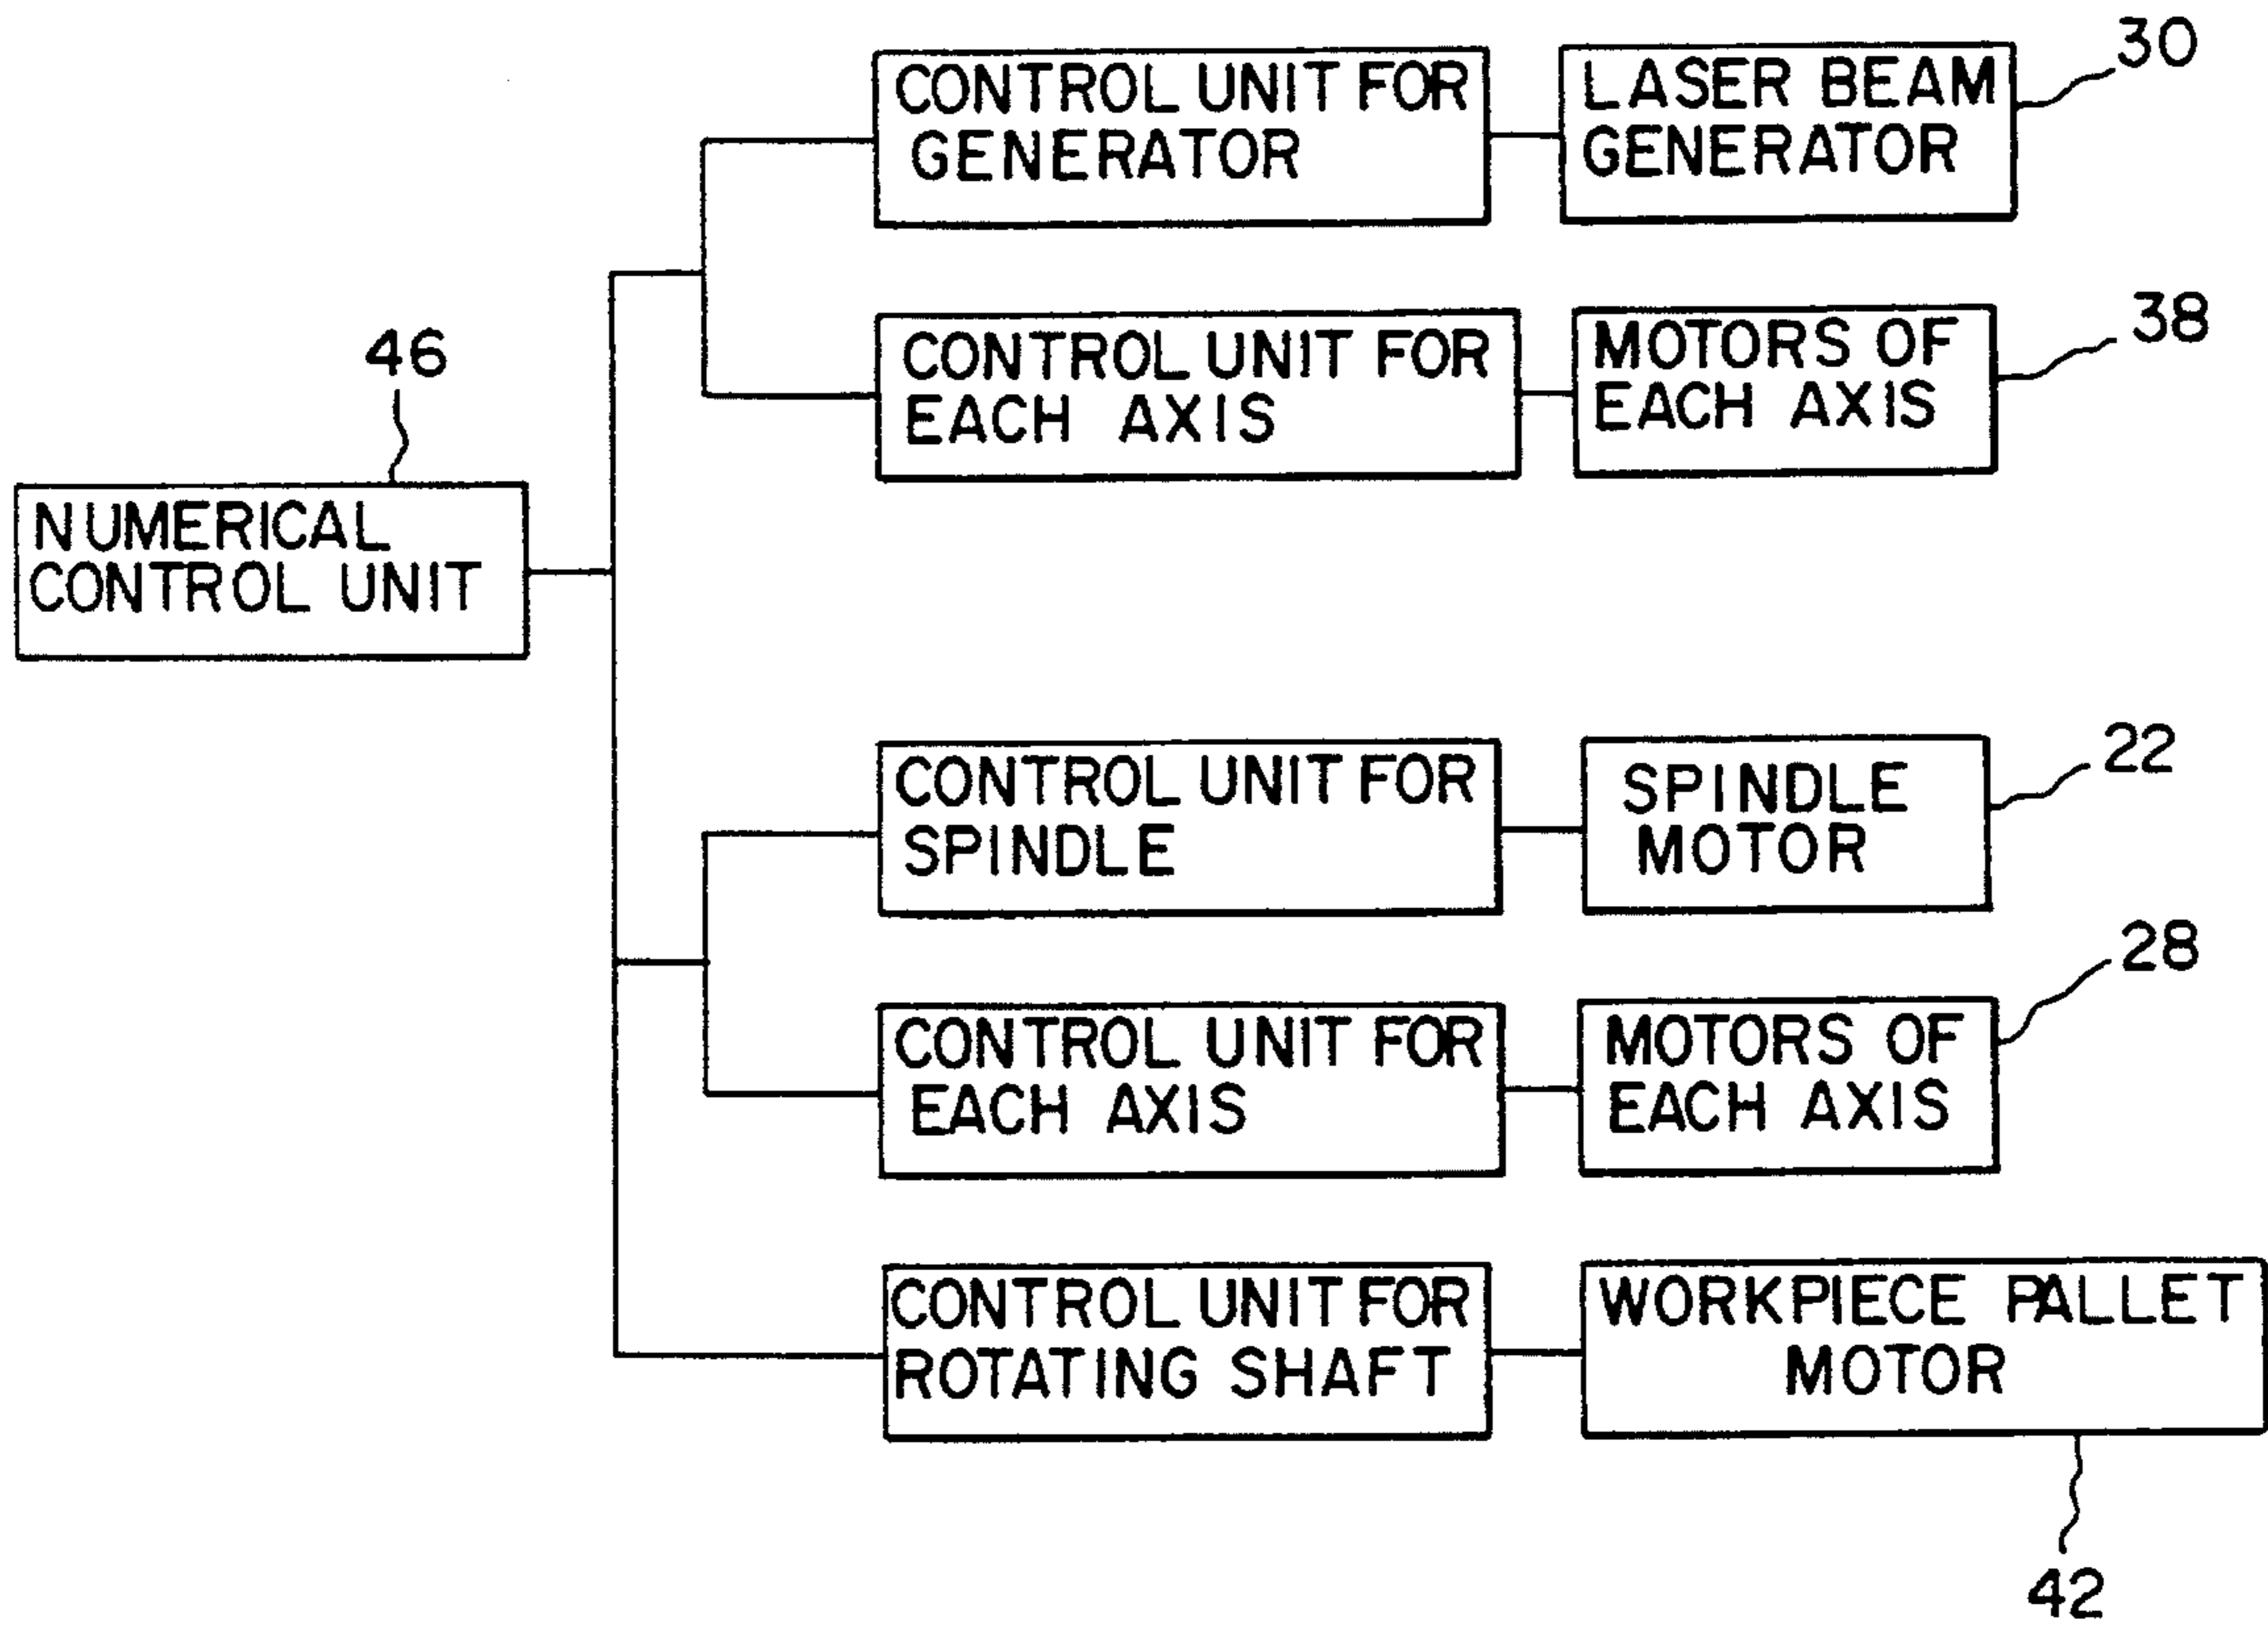 30
CONTROL UNIT FOR
GENERATOR
LASER BEAM
GENERATOR
38
CONTROL UNIT FOR
EACH AXIS
MOTORS OF
EACH AXIS
46
NUMERICAL
CONTROL UNIT
22
CONTROL UNIT FOR
SPINDLE
SPINDLE
MOTOR
28
CONTROL UNIT FOR
EACH AXIS
MOTORS OF
EACH AXIS
CONTROL UNIT FOR
ROTATING SHAFT
WORKPIECE PALLET
MOTOR
42